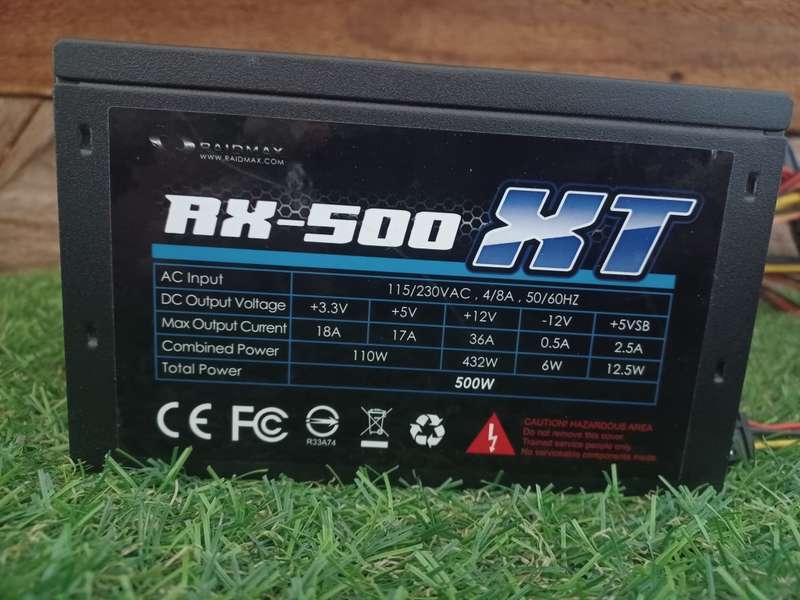 RAIDMAX
WWW.RAIDMAX.COM
RX-500 XT
AC Input 115/230VAC , 4/8A , 50/60HZ
DC Output Voltage +3.3V +5V +12V -12V +5VSB
Max Output Current 18A 17A 36A 0.5A 2.5A
Combined Power 110W 432W 6W 12.5W
Total Power 500W
CE FC R33A74
CAUTION! HAZARDOUS AREA
Do not remove this cover.
Trained service people only.
No serviceable components inside.